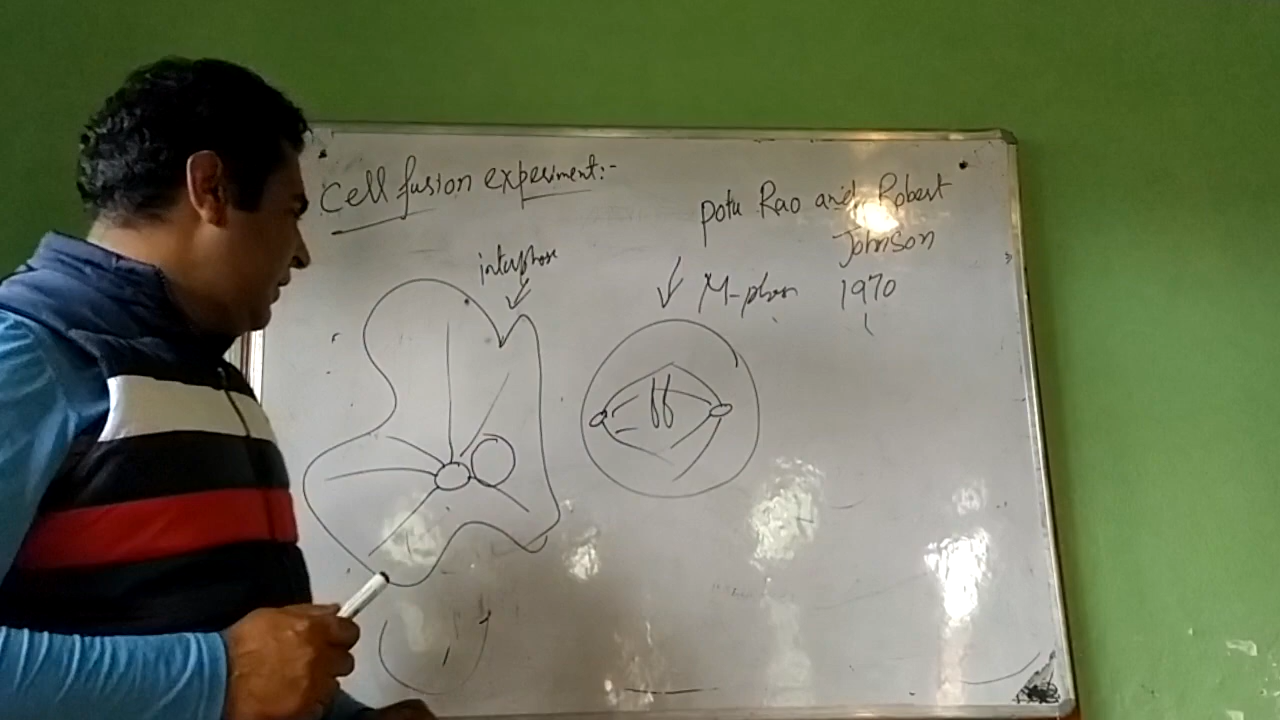 Cell fusion experiment:-
Potu Rao and Robert
Johnson
interphase
M-phase 1970